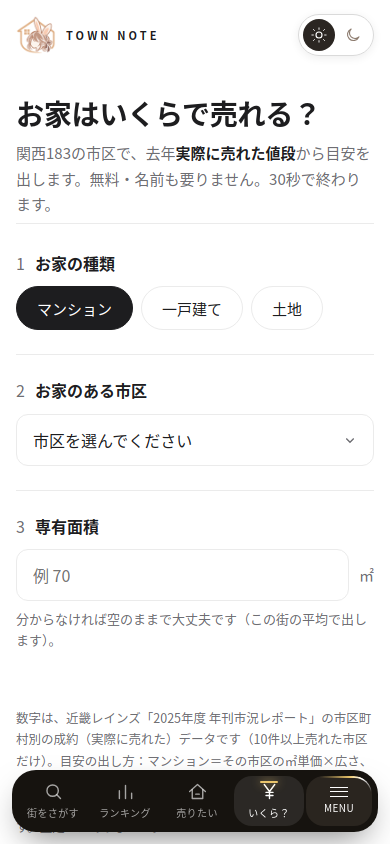 TOWN NOTE
お家はいくらで売れる？
関西183の市区で、去年実際に売れた値段から目安を
出します。無料・名前も要りません。30秒で終わり
ます。
1 お家の種類
マンション 一戸建て 土地
2 お家のある市区
市区を選んでください
3 専有面積
例 70 ㎡
分からなければ空のままで大丈夫です（この街の平均で出し
ます）。
数字は、近畿レインズ「2025年度 年刊市況レポート」の市区町
村別の成約（実際に売れた）データです（10件以上売れた市区
だけ）。目安の出し方：マンション＝その市区の㎡単価×広さ、
街をさがす ランキング 売りたい いくら？ MENU